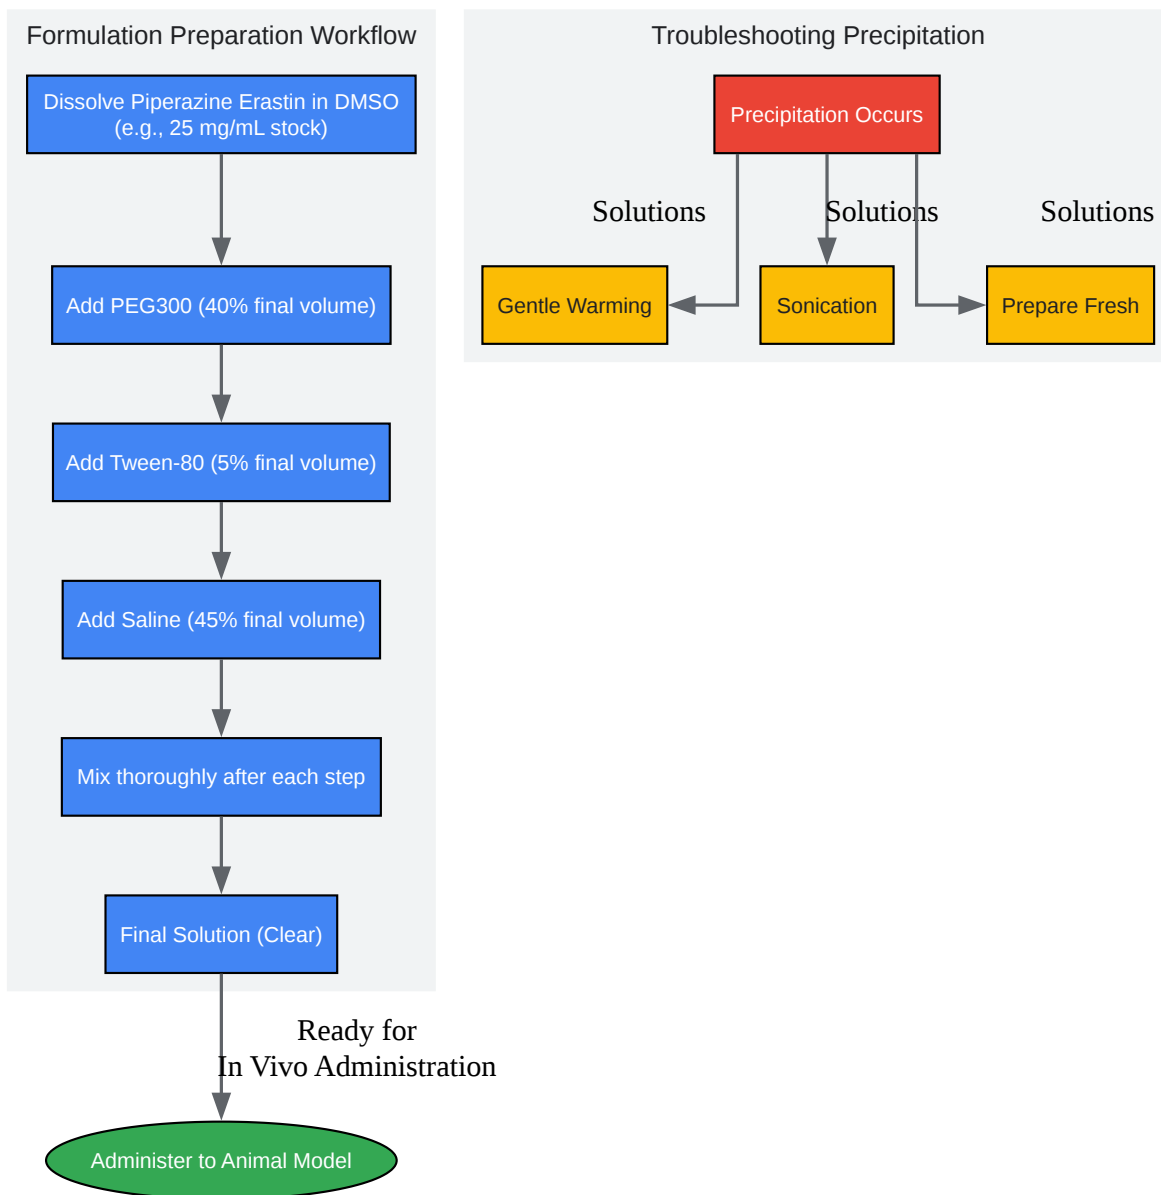 Formulation Preparation Workflow
Dissolve Piperazine Erastin in DMSO
(e.g., 25 mg/mL stock)
Add PEG300 (40% final volume)
Add Tween-80 (5% final volume)
Add Saline (45% final volume)
Mix thoroughly after each step
Final Solution (Clear)
Ready for
In Vivo Administration
Administer to Animal Model
Troubleshooting Precipitation
Precipitation Occurs
Solutions
Solutions
Solutions
Gentle Warming
Sonication
Prepare Fresh